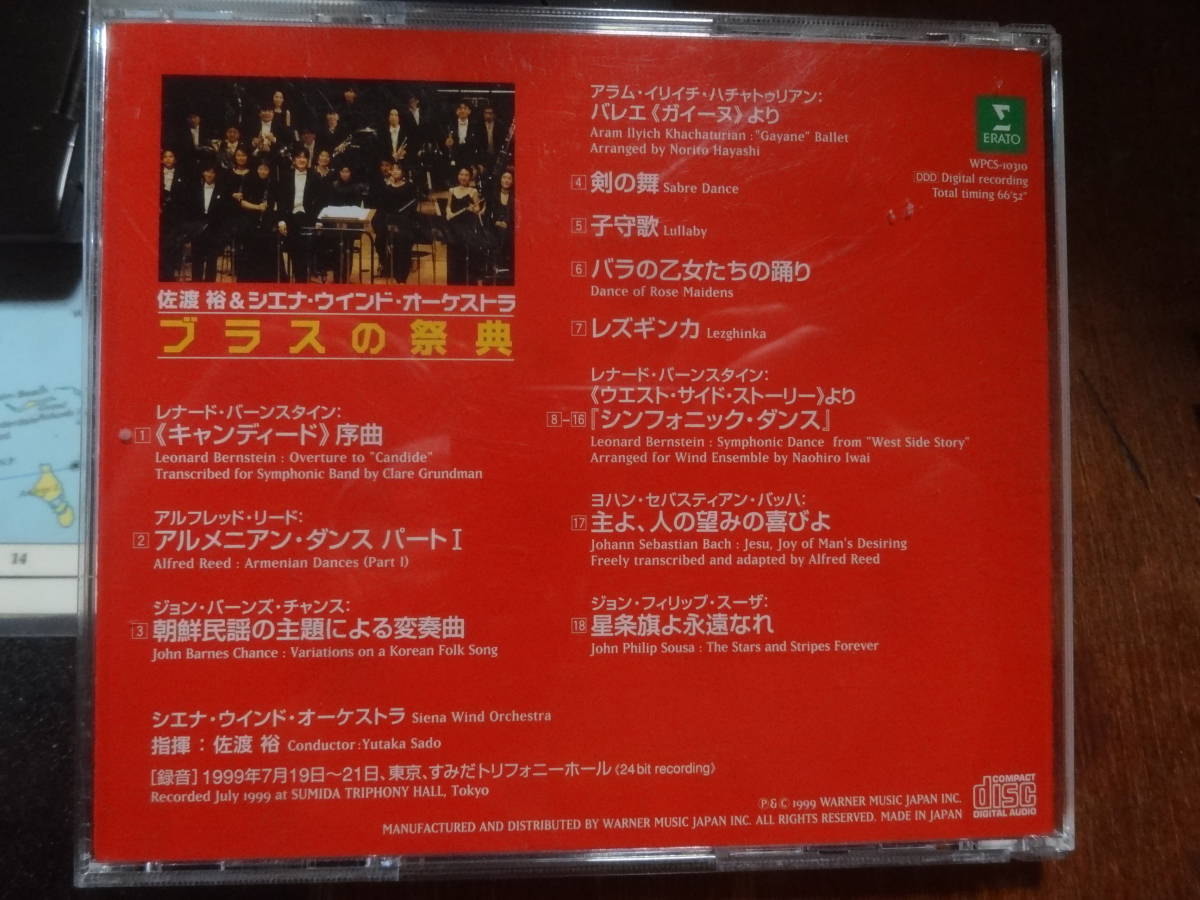 佐渡 裕&シエナ・ウインド・オーケストラ
ブラスの祭典
レナード・バーンスタイン:
1 《キャンディード》序曲
Leonard Bernstein : Overture to "Candide"
Transcribed for Symphonic Band by Clare Grundman
アルフレッド・リード:
2 アルメニアン・ダンス パートI
Alfred Reed : Armenian Dances (Part I)
ジョン・バーンズ・チャンス:
3 朝鮮民謡の主題による変奏曲
John Barnes Chance : Variations on a Korean Folk Song
アラム・イリイチ・ハチャトゥリアン:
バレエ《ガイーヌ》より
Aram Ilyich Khachaturian : "Gayane" Ballet
Arranged by Norito Hayashi
4 剣の舞 Sabre Dance
5 子守歌 Lullaby
6 バラの乙女たちの踊り
Dance of Rose Maidens
7 レズギンカ Lezghinka
レナード・バーンスタイン:
《ウエスト・サイド・ストーリー》より
8-16 『シンフォニック・ダンス』
Leonard Bernstein : Symphonic Dance from "West Side Story"
Arranged for Wind Ensemble by Naohiro Iwai
ヨハン・セバスティアン・バッハ:
17 主よ、人の望みの喜びよ
Johann Sebastian Bach : Jesu, Joy of Man's Desiring
Freely transcribed and adapted by Alfred Reed
ジョン・フィリップ・スーザ:
18 星条旗よ永遠なれ
John Philip Sousa : The Stars and Stripes Forever
ERATO
WPCS-10310
DDD Digital recording
Total timing 66'52"
シエナ・ウインド・オーケストラ Siena Wind Orchestra
指揮:佐渡 裕 Conductor:Yutaka Sado
[録音]1999年7月19日〜21日、東京、すみだトリフォニーホール《24bit recording》
Recorded July 1999 at SUMIDA TRIPHONY HALL, Tokyo
℗&© 1999 WARNER MUSIC JAPAN INC.
MANUFACTURED AND DISTRIBUTED BY WARNER MUSIC JAPAN INC. ALL RIGHTS RESERVED. MADE IN JAPAN
COMPACT
disc
DIGITAL AUDIO
14